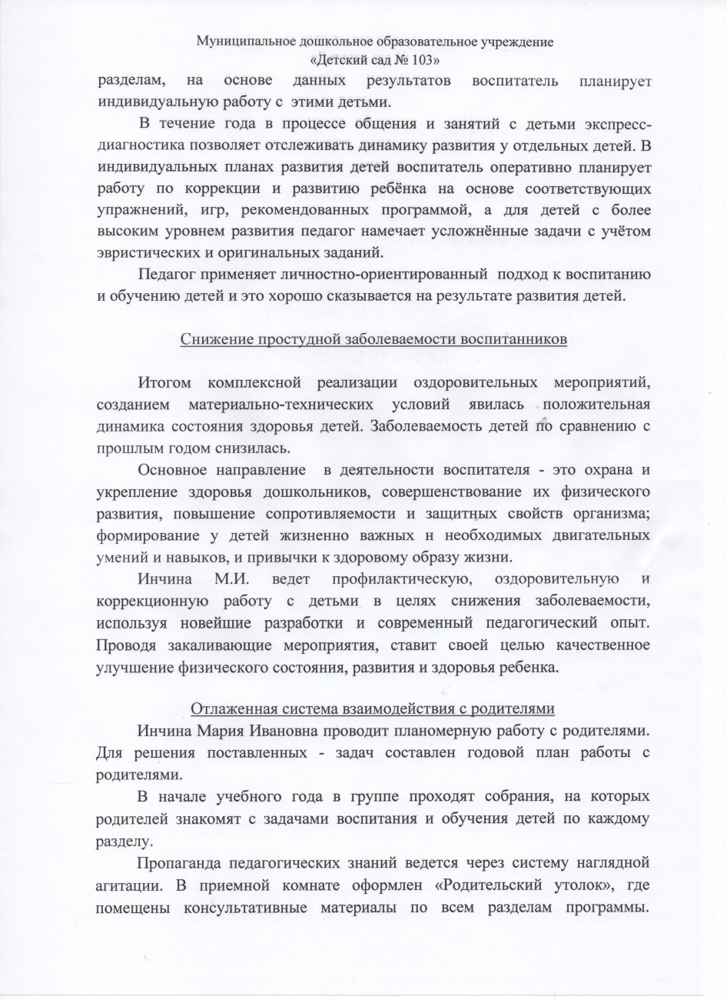 Муниципальное дошкольное образовательное учреждение
«Детский сад № 103»
разделам, на основе данных результатов воспитатель планирует
индивидуальную работу с этими детьми.
В течение года в процессе общения и занятий с детьми экспресс-
диагностика позволяет отслеживать динамику развития у отдельных детей. В
индивидуальных планах развития детей воспитатель оперативно планирует
работу по коррекции и развитию ребёнка на основе соответствующих
упражнений, игр, рекомендованных программой, а для детей с более
высоким уровнем развития педагог намечает усложнённые задачи с учётом
эвристических и оригинальных заданий.
Педагог применяет личностно-ориентированный подход к воспитанию
и обучению детей и это хорошо сказывается на результате развития детей.
Снижение простудной заболеваемости воспитанников
Итогом комплексной реализации оздоровительных мероприятий,
созданием материально-технических условий явилась положительная
динамика состояния здоровья детей. Заболеваемость детей по сравнению с
прошлым годом снизилась.
Основное направление в деятельности воспитателя - это охрана и
укрепление здоровья дошкольников, совершенствование их физического
развития, повышение сопротивляемости и защитных свойств организма;
формирование у детей жизненно важных н необходимых двигательных
умений и навыков, и привычки к здоровому образу жизни.
Инчина М.И. ведет профилактическую, оздоровительную и
коррекционную работу с детьми в целях снижения заболеваемости,
используя новейшие разработки и современный педагогический опыт.
Проводя закаливающие мероприятия, ставит своей целью качественное
улучшение физического состояния, развития и здоровья ребенка.
Отлаженная система взаимодействия с родителями
Инчина Мария Ивановна проводит планомерную работу с родителями.
Для решения поставленных - задач составлен годовой план работы с
родителями.
В начале учебного года в группе проходят собрания, на которых
родителей знакомят с задачами воспитания и обучения детей по каждому
разделу.
Пропаганда педагогических знаний ведется через систему наглядной
агитации. В приемной комнате оформлен «Родительский утолок», где
помещены консультативные материалы по всем разделам программы.